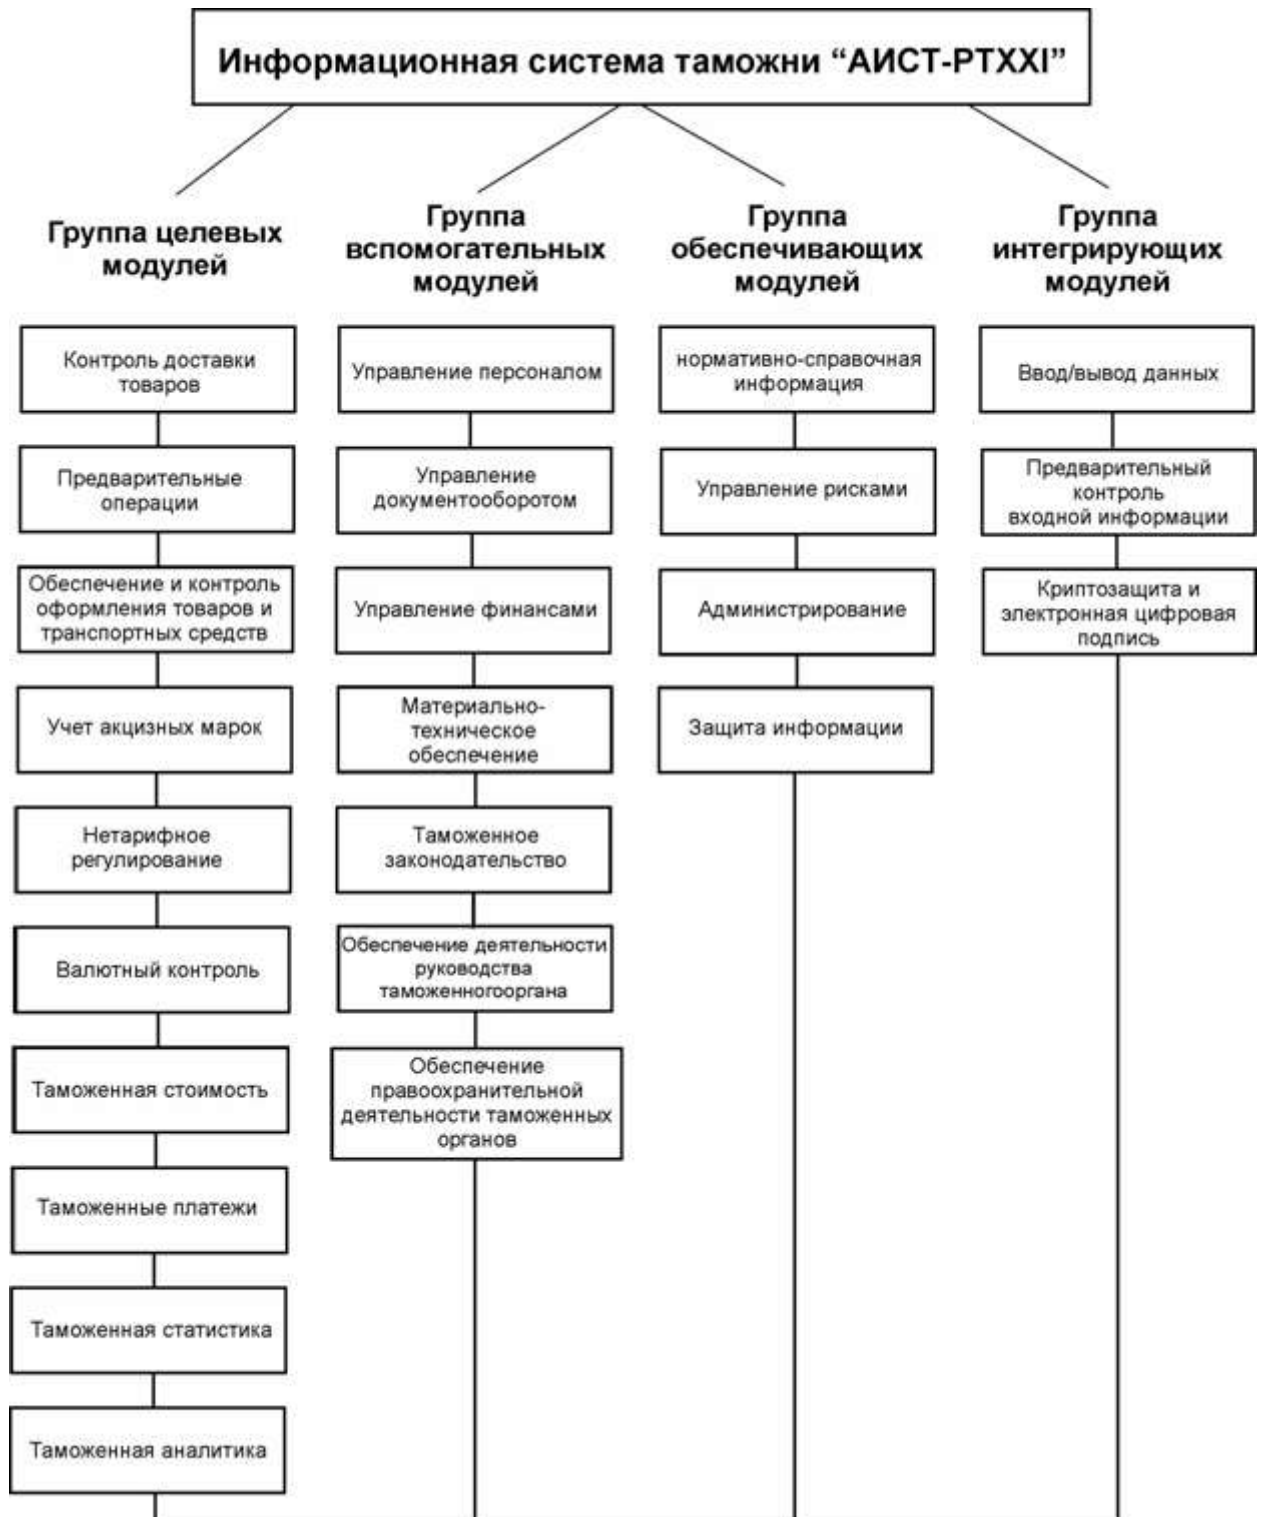 Информационная система таможни “АИСТ-РТXXI”
Группа целевых
модулей
Группа
вспомогательных
модулей
Группа
обеспечивающих
модулей
Группа
интегрирующих
модулей
Контроль доставки
товаров
Предварительные
операции
Обеспечение и контроль
оформления товаров и
транспортных средств
Учет акцизных марок
Нетарифное
регулирование
Валютный контроль
Таможенная стоимость
Таможенные платежи
Таможенная статистика
Таможенная аналитика
Управление персоналом
Управление
документооборотом
Управление финансами
Материально-
техническое
обеспечение
Таможенное
законодательство
Обеспечение деятельности
руководства
таможенногооргана
Обеспечение
правоохранительной
деятельности таможенных
органов
нормативно-справочная
информация
Управление рисками
Администрирование
Защита информации
Ввод/вывод данных
Предварительный
контроль
входной информации
Криптозащита и
электронная цифровая
подпись